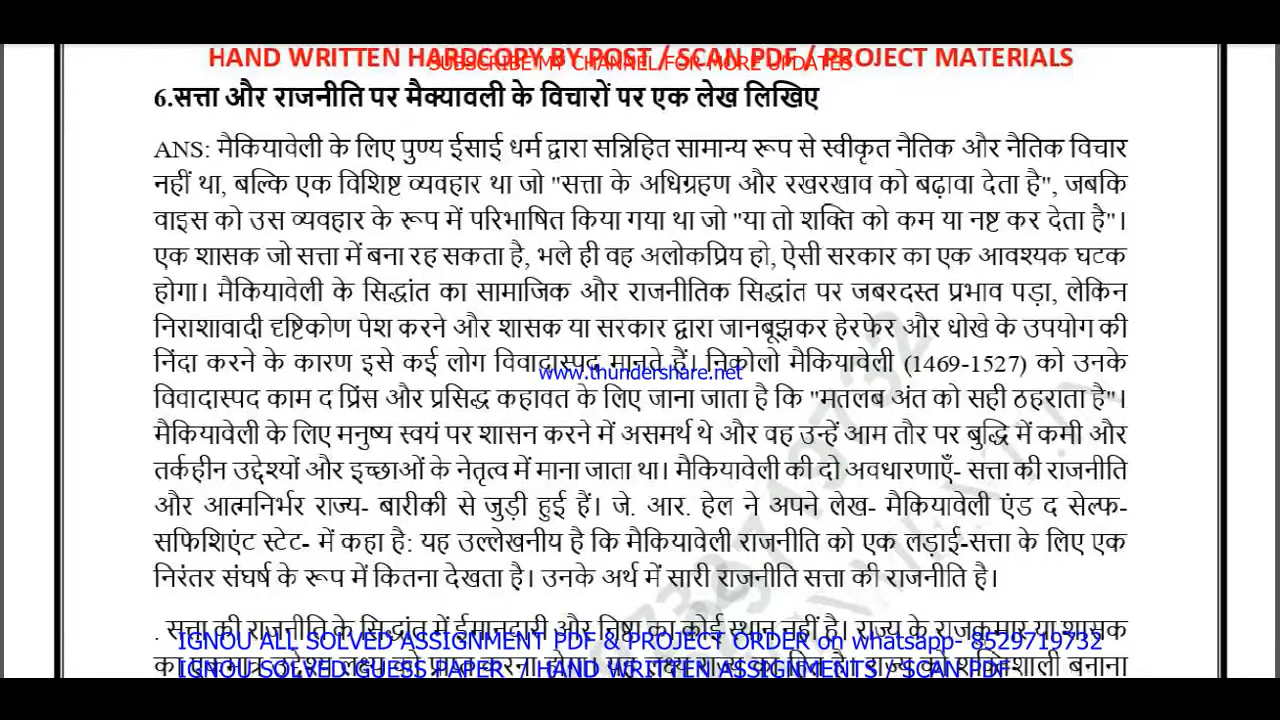 HAND WRITTEN HARDCOPY BY POST / SCAN PDF / PROJECT MATERIALS
SUBSCRIBE MY CHANNEL FOR MORE UPDATES
6.सत्ता और राजनीति पर मैक्यावली के विचारों पर एक लेख लिखिए
ANS: मैकियावेली के लिए पुण्य ईसाई धर्म द्वारा सन्निहित सामान्य रूप से स्वीकृत नैतिक और नैतिक विचार
नहीं था, बल्कि एक विशिष्ट व्यवहार था जो "सत्ता के अधिग्रहण और रखरखाव को बढ़ावा देता है", जबकि
वाइस को उस व्यवहार के रूप में परिभाषित किया गया था जो "या तो शक्ति को कम या नष्ट कर देता है"।
एक शासक जो सत्ता में बना रह सकता है, भले ही वह अलोकप्रिय हो, ऐसी सरकार का एक आवश्यक घटक
होगा। मैकियावेली के सिद्धांत का सामाजिक और राजनीतिक सिद्धांत पर जबरदस्त प्रभाव पड़ा, लेकिन
निराशावादी दृष्टिकोण पेश करने और शासक या सरकार द्वारा जानबूझकर हेरफेर और धोखे के उपयोग की
निंदा करने के कारण इसे कई लोग विवादास्पद मानते हैं। निकोलो मैकियावेली (1469-1527) को उनके
www.thundershare.net
विवादास्पद काम द प्रिंस और प्रसिद्ध कहावत के लिए जाना जाता है कि "मतलब अंत को सही ठहराता है"।
मैकियावेली के लिए मनुष्य स्वयं पर शासन करने में असमर्थ थे और वह उन्हें आम तौर पर बुद्धि में कमी और
तर्कहीन उद्देश्यों और इच्छाओं के नेतृत्व में माना जाता था। मैकियावेली की दो अवधारणाएँ- सत्ता की राजनीति
और आत्मनिर्भर राज्य- बारीकी से जुड़ी हुई हैं। जे. आर. हेल ने अपने लेख- मैकियावेली एंड द सेल्फ-
सफिशिएंट स्टेट- में कहा है: यह उल्लेखनीय है कि मैकियावेली राजनीति को एक लड़ाई-सत्ता के लिए एक
निरंतर संघर्ष के रूप में कितना देखता है। उनके अर्थ में सारी राजनीति सत्ता की राजनीति है।
. सत्ता की राजनीति के सिद्धांत में ईमानदारी और निष्ठा का कोई स्थान नहीं है। राज्य के राजकुमार या शासक
IGNOU ALL SOLVED ASSIGNMENT PDF & PROJECT ORDER on whatsapp- 8529719732
का एकमात्र उद्देश्य लक्ष्य को प्राप्त करना होगा। यह लक्ष्य राज्य का हित है। राज्य को शक्तिशाली बनाना
IGNOU SOLVED GUESS PAPER / HAND WRITTEN ASSIGNMENTS / SCAN PDF